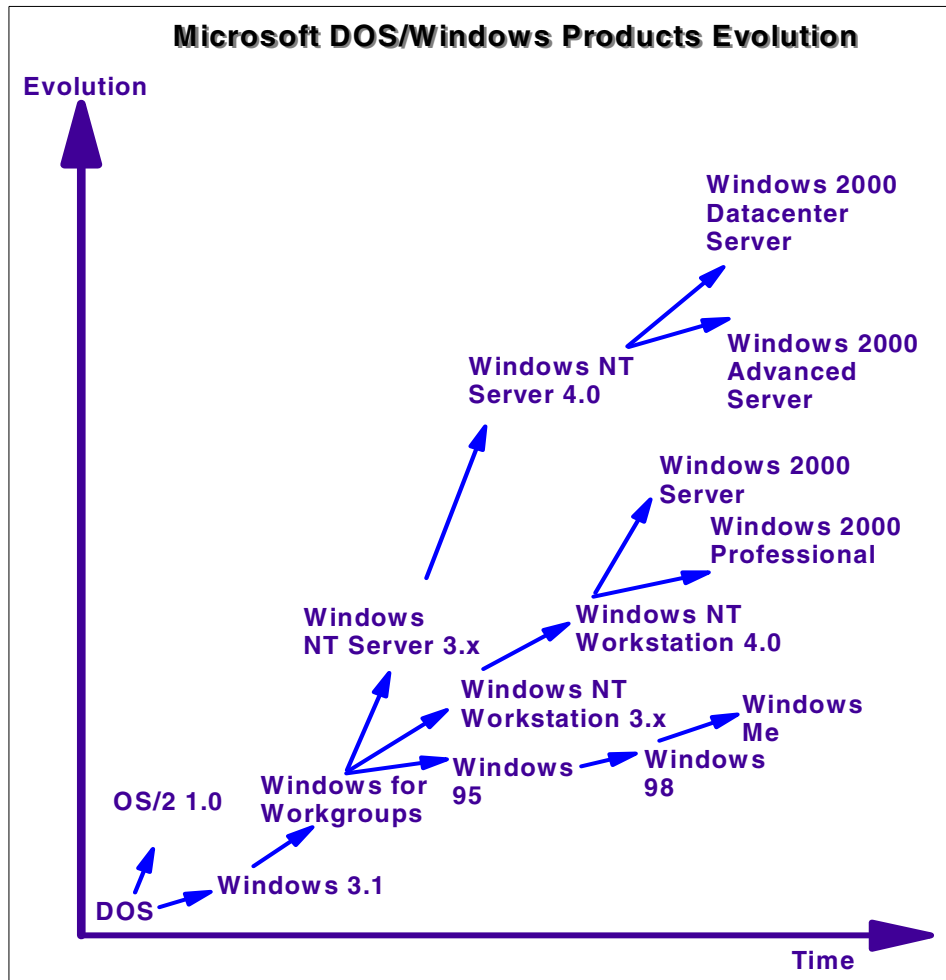 Microsoft DOS/Windows Products Evolution
Evolution
Windows 2000
Datacenter
Server
Windows 2000
Advanced
Server
Windows NT
Server 4.0
Windows 2000
Server
Windows 2000
Professional
Windows
NT Server 3.x
Windows NT
Workstation 4.0
Windows NT
Workstation 3.x
Windows
Me
Windows
95
Windows
98
Windows for
Workgroups
OS/2 1.0
Windows 3.1
DOS
Time